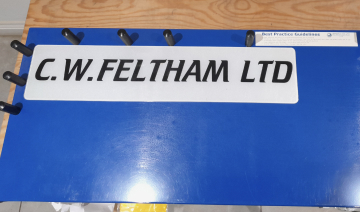 Best Practice Guidelines
C.W.FELTHAM LTD